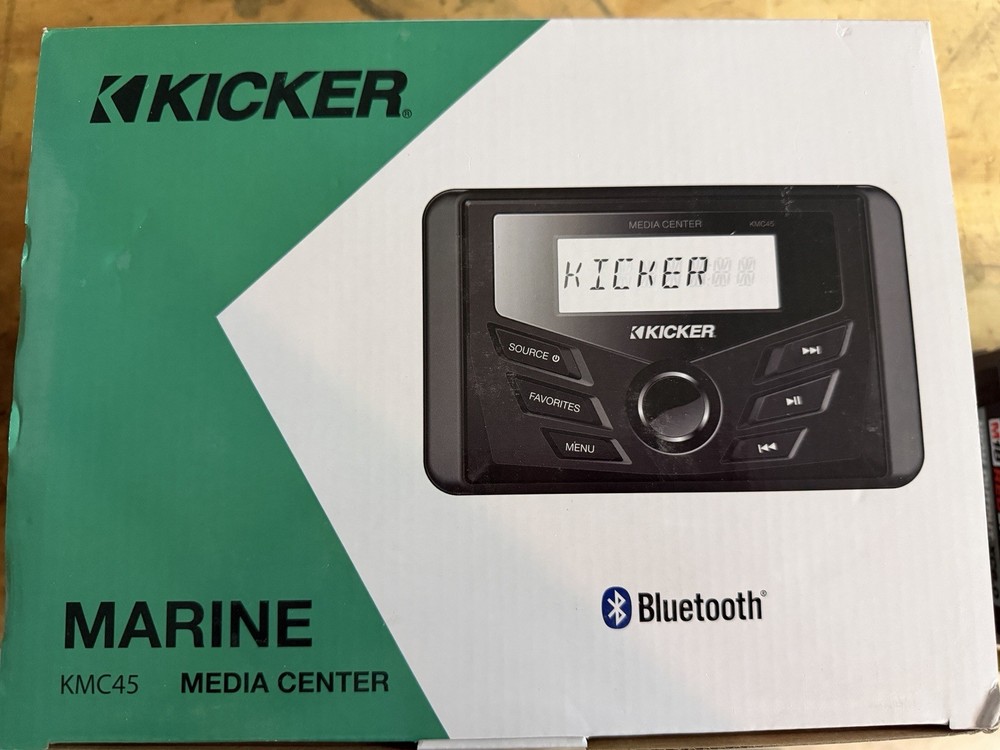 KICKER®
MEDIA CENTER
KMC45
KICKER
KICKER
SOURCE
FAVORITES
MENU
Bluetooth®
MARINE
KMC45 MEDIA CENTER